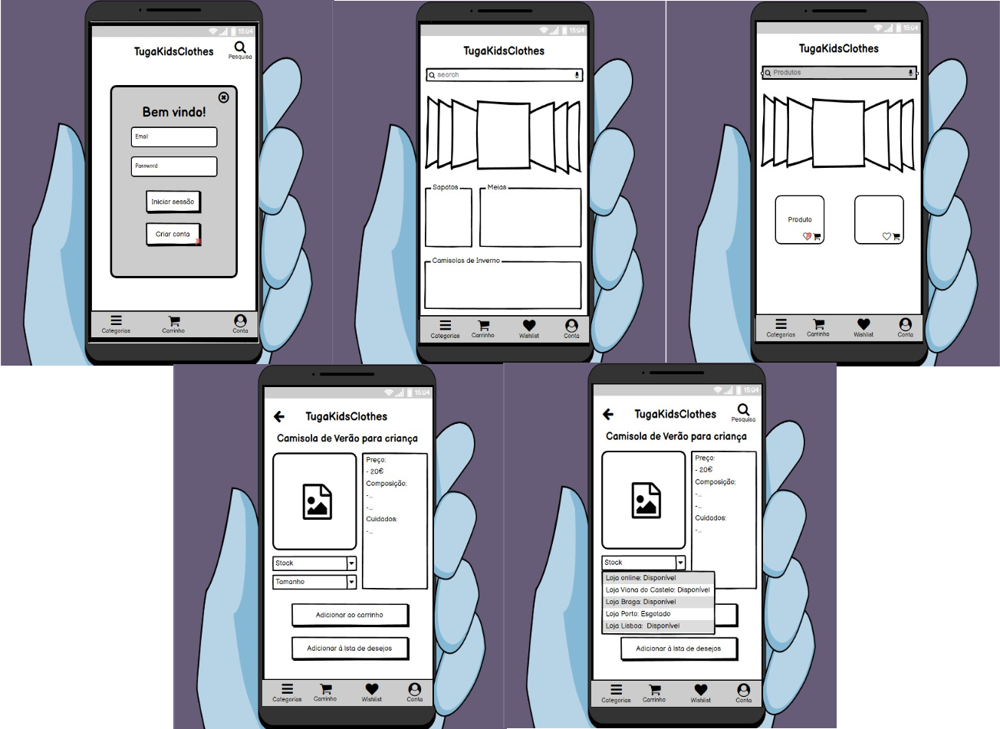 15:04
TugaKidsClothes
Pesquisa
Bem vindo!
Email
Password
Iniciar sessão
Criar conta
Categorias
Carrinho
Conta
15:04
TugaKidsClothes
search
Sapatos
Meias
Camisolas de Inverno
Categorias
Carrinho
Wishlist
Conta
15:04
TugaKidsClothes
Produtos
Produto
Categorias
Carrinho
Wishlist
Conta
15:04
TugaKidsClothes
Camisola de Verão para criança
Preço:
- 20€
Composição:
-...
-...
Cuidados:
-...
Stock
Tamanho
Adicionar ao carrinho
Adicionar á lsta de desejos
Categorias
Carrinho
Wishlist
Conta
15:04
TugaKidsClothes
Pesquisa
Camisola de Verão para criança
Preço:
- 20€
Composição:
-...
-...
Cuidados:
-...
Stock
Loja online: Disponível
Loja Viana do Castelo: Disponível
Loja Braga: Disponível
Loja Porto: Esgotado
Loja Lisboa: Disponível
Adicionar á lsta de desejos
Categorias
Carrinho
Wishlist
Conta